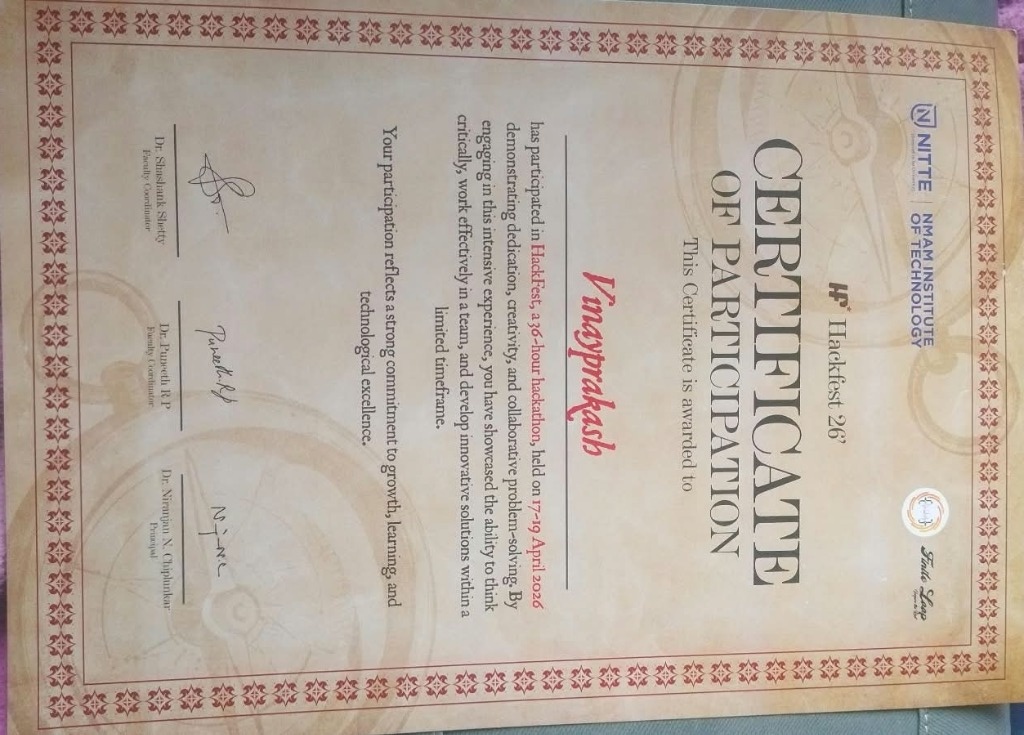 NITTE
NMAM INSTITUTE
OF TECHNOLOGY
Finite Loop
Hackfest 26'
CERTIFICATE
OF PARTICIPATION
This Certificate is awarded to
Vinayprakash
has participated in HackFest, a 36-hour hackathon, held on 17-19 April 2026
demonstrating dedication, creativity, and collaborative problem-solving. By
engaging in this intensive experience, you have showcased the ability to think
critically, work effectively in a team, and develop innovative solutions within a
limited timeframe.
Your participation reflects a strong commitment to growth, learning, and
technological excellence.
Puneeth R P
Dr. Shashank Shetty
Faculty Coordinator
Dr. Puneeth R P
Faculty Coordinator
Dr. Niranjan N. Chiplunkar
Principal